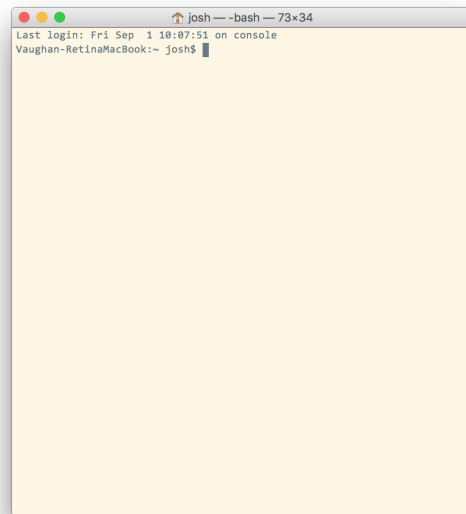 josh — -bash — 73×34
Last login: Fri Sep  1 10:07:51 on console
Vaughan-RetinaMacBook:~ josh$